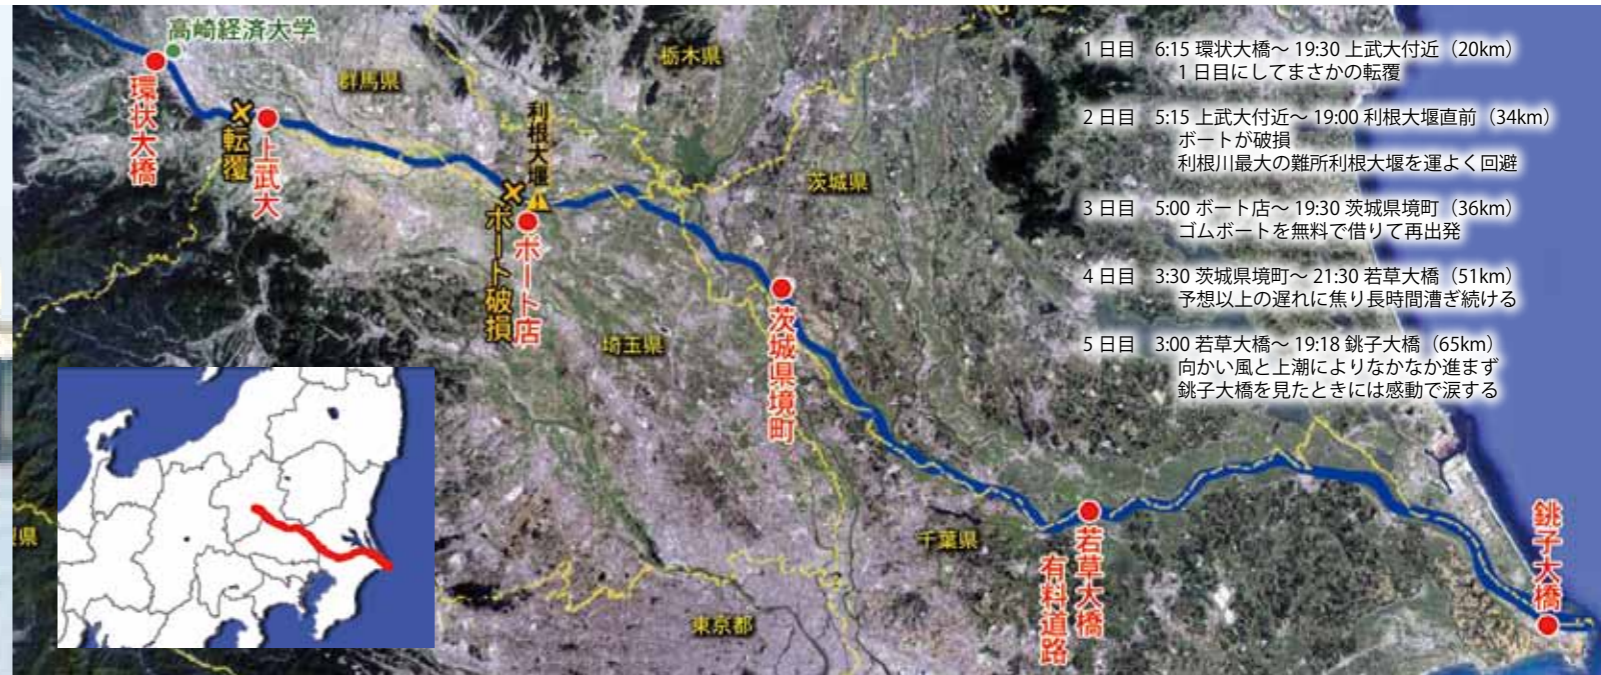 高崎経済大学
環状大橋
群馬県
転覆
上武大
栃木県
利根大堰
ボート破損
ボート店
茨城県
埼玉県
茨城県境町
千葉県
若草大橋
有料道路
東京都
銚子大橋
県
1日目 6:15 環状大橋～19:30 上武大付近(20km)
1日目にしてまさかの転覆
2日目 5:15 上武大付近～19:00 利根大堰直前(34km)
ボートが破損
利根川最大の難所利根大堰を運よく回避
3日目 5:00 ボート店～19:30 茨城県境町(36km)
ゴムボートを無料で借りて再出発
4日目 3:30 茨城県境町～21:30 若草大橋(51km)
予想以上の遅れに焦り長時間漕ぎ続ける
5日目 3:00 若草大橋～19:18 銚子大橋(65km)
向かい風と上潮によりなかなか進まず
銚子大橋を見たときには感動で涙する